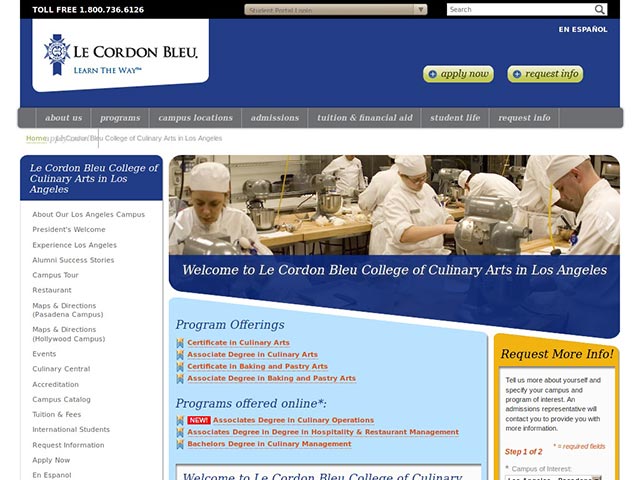 TOLL FREE 1.800.736.6126
Student Portal Login
Search
EN ESPAÑOL
LE CORDON BLEU
LEARN THE WAY™
apply now
request info
about us
programs
campus locations
admissions
tuition & financial aid
student life
request info
apply now
Home
Le Cordon Bleu College of Culinary Arts in Los Angeles
Le Cordon Bleu College of
Culinary Arts in Los
Angeles
About Our Los Angeles Campus
President's Welcome
Experience Los Angeles
Alumni Success Stories
Campus Tour
Restaurant
Maps & Directions
(Pasadena Campus)
Maps & Directions
(Hollywood Campus)
Events
Culinary Central
Accreditation
Campus Catalog
Tuition & Fees
International Students
Request Information
Apply Now
En Espanol
Welcome to Le Cordon Bleu College of Culinary Arts in Los Angeles
Program Offerings
Certificate in Culinary Arts
Associate Degree in Culinary Arts
Certificate in Baking and Pastry Arts
Associate Degree in Baking and Pastry Arts
Programs offered online*:
NEW! Associates Degree in Culinary Operations
Associates Degree in Degree in Hospitality & Restaurant Management
Bachelors Degree in Culinary Management
Welcome to Le Cordon Bleu College of Culinary
Request More Info!
Tell us more about yourself and
specify your campus and
program of interest. An
admissions representative will
contact you to provide you with
more information.
* = required fields
Step 1 of 2
* Campus of Interest:
Los Angeles - Pasadena